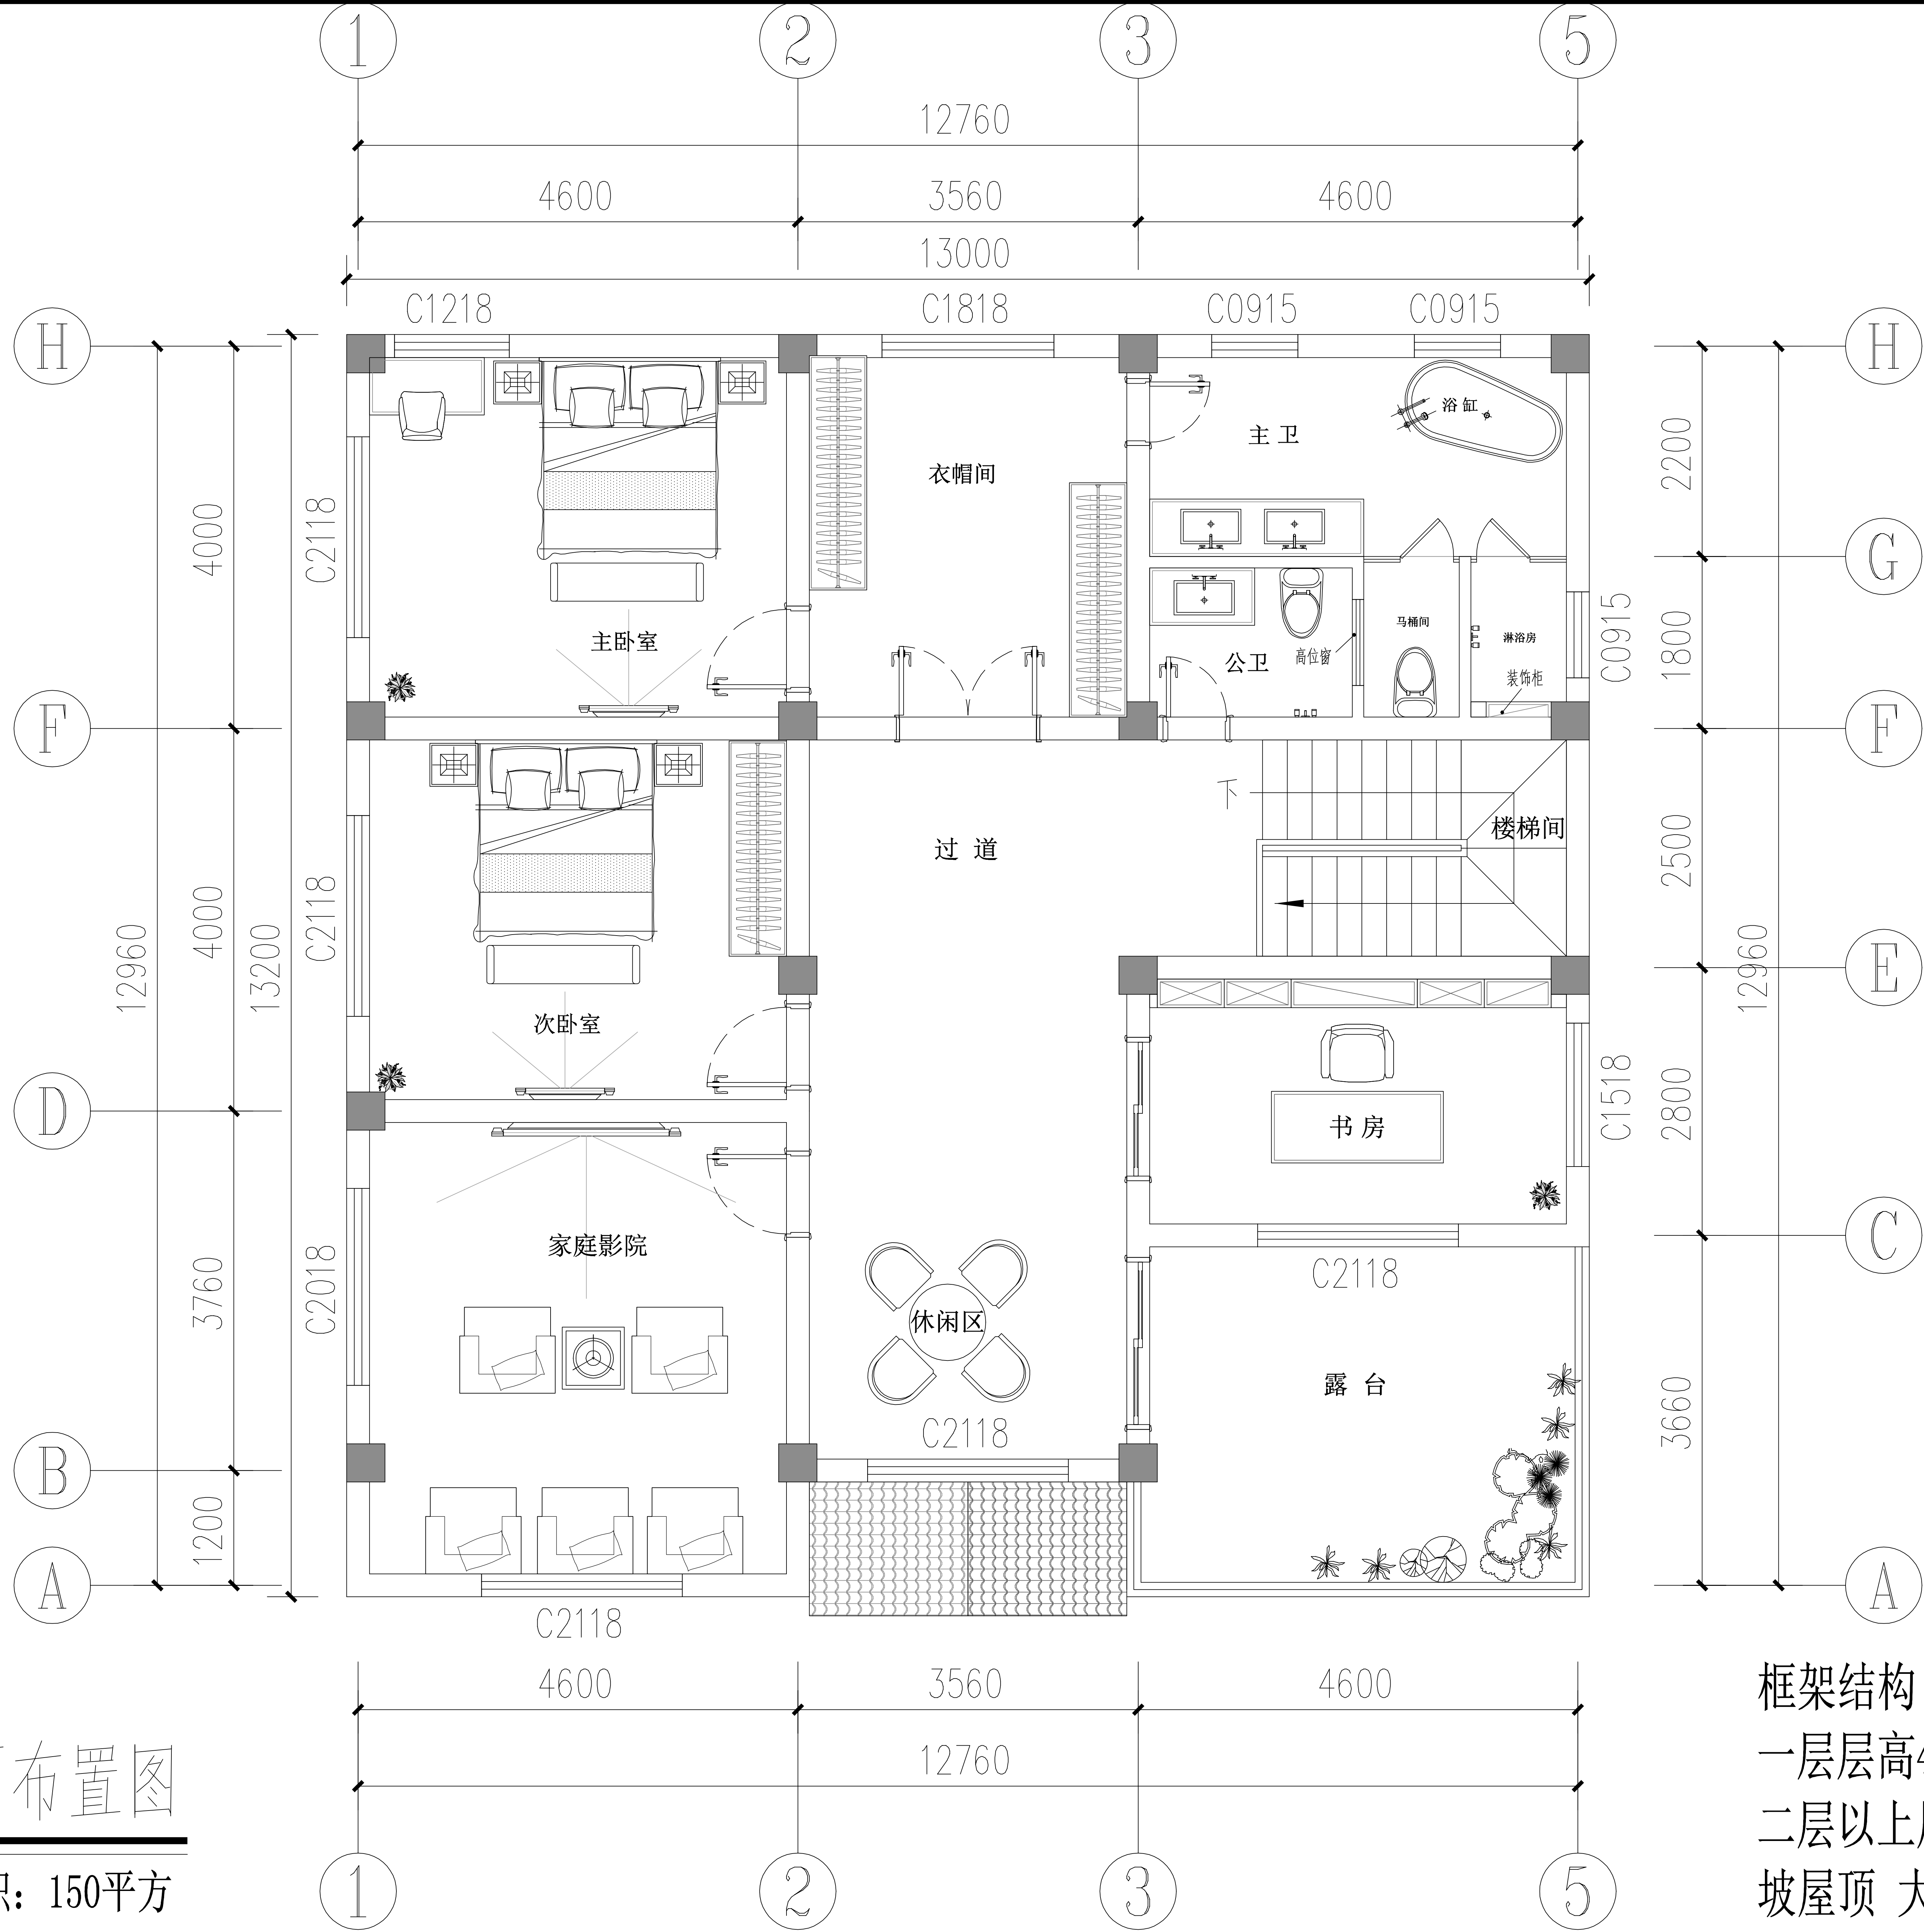 1 2 3 5
12760
4600 3560 4600
13000
C1218 C1818 C0915 C0915
H H
浴缸
主卫
2200
衣帽间
4000 C2118
G
C0915
马桶间
淋浴房
1800
主卧室
公卫
高位窗
装饰柜
F F
下
楼梯间
过 道
2500
4000 C2118
12960 13200
12960
E
次卧室
C1518
2800
D
书房
家庭影院
C
3760 C2018
C2118
休闲区
露 台
3660
C2118
B
1200
A A
C2118
4600 3560 4600
12760
1 2 3 5
布置图
150平方
框架结构
一层层高
二层以上
坡屋顶